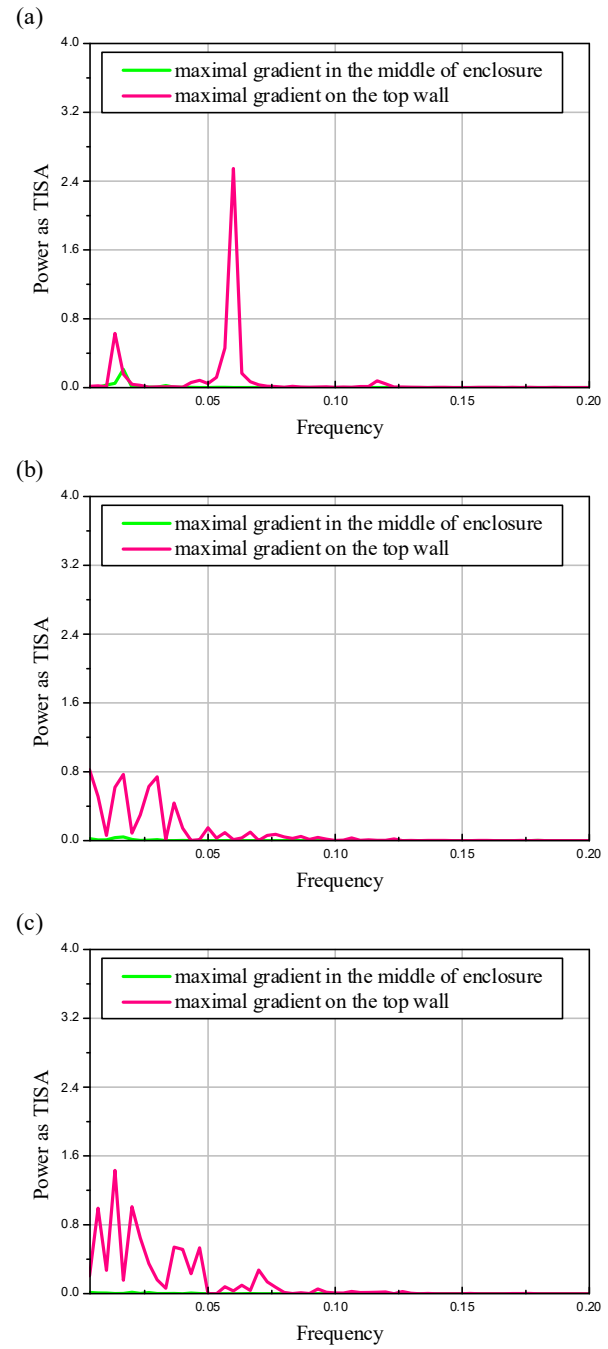 (a)
4.0
3.2
2.4
1.6
0.8
0.0
Power as TISA
maximal gradient in the middle of enclosure
maximal gradient on the top wall
0.05
0.10
0.15
0.20
Frequency
(b)
4.0
3.2
2.4
1.6
0.8
0.0
Power as TISA
maximal gradient in the middle of enclosure
maximal gradient on the top wall
0.05
0.10
0.15
0.20
Frequency
(c)
4.0
3.2
2.4
1.6
0.8
0.0
Power as TISA
maximal gradient in the middle of enclosure
maximal gradient on the top wall
0.05
0.10
0.15
0.20
Frequency